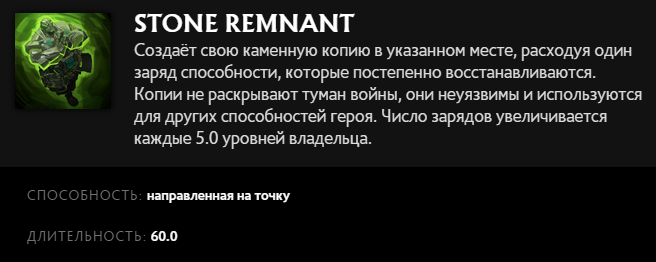 STONE REMNANT
Создаёт свою каменную копию в указанном месте, расходуя один
заряд способности, которые постепенно восстанавливаются.
Копии не раскрывают туман войны, они неуязвимы и используются
для других способностей героя. Число зарядов увеличивается
каждые 5.0 уровней владельца.
СПОСОБНОСТЬ: направленная на точку
ДЛИТЕЛЬНОСТЬ: 60.0